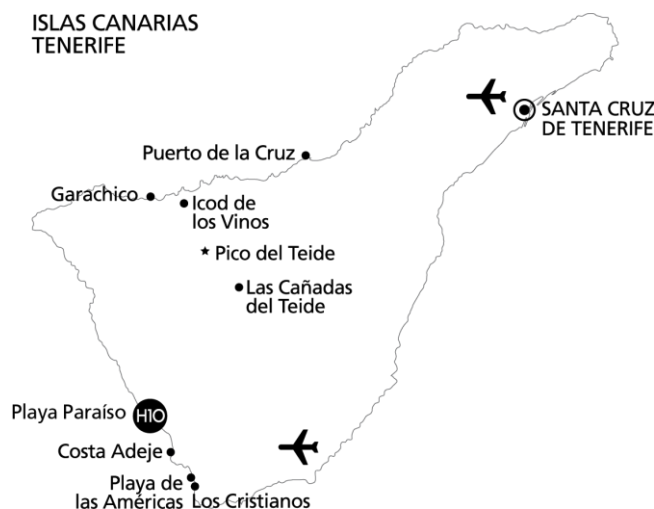 ISLAS CANARIAS
TENERIFE
SANTA CRUZ
DE TENERIFE
Puerto de la Cruz
Garachico
Icod de
los Vinos
Pico del Teide
Las Cañadas
del Teide
Playa Paraíso
H10
Costa Adeje
Playa de
las Américas
Los Cristianos